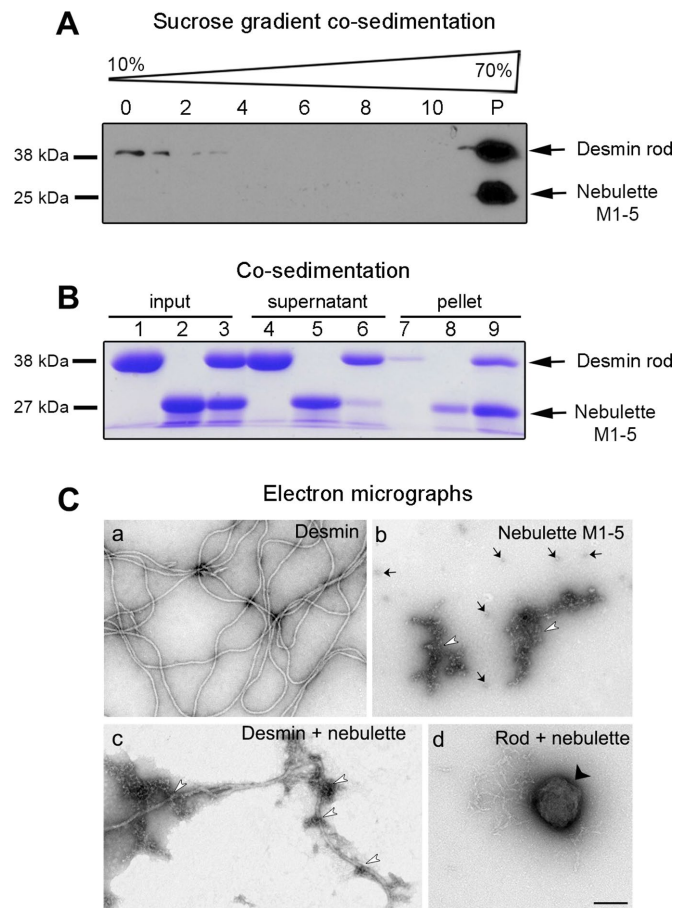 A
Sucrose gradient co-sedimentation
10%
70%
0 2 4 6 8 10 P
38 kDa
Desmin rod
25 kDa
Nebulette
M1-5
B
Co-sedimentation
input supernatant pellet
1 2 3 4 5 6 7 8 9
38 kDa
Desmin rod
27 kDa
Nebulette
M1-5
C
Electron micrographs
a
Desmin
b
Nebulette M1-5
c
Desmin + nebulette
d
Rod + nebulette